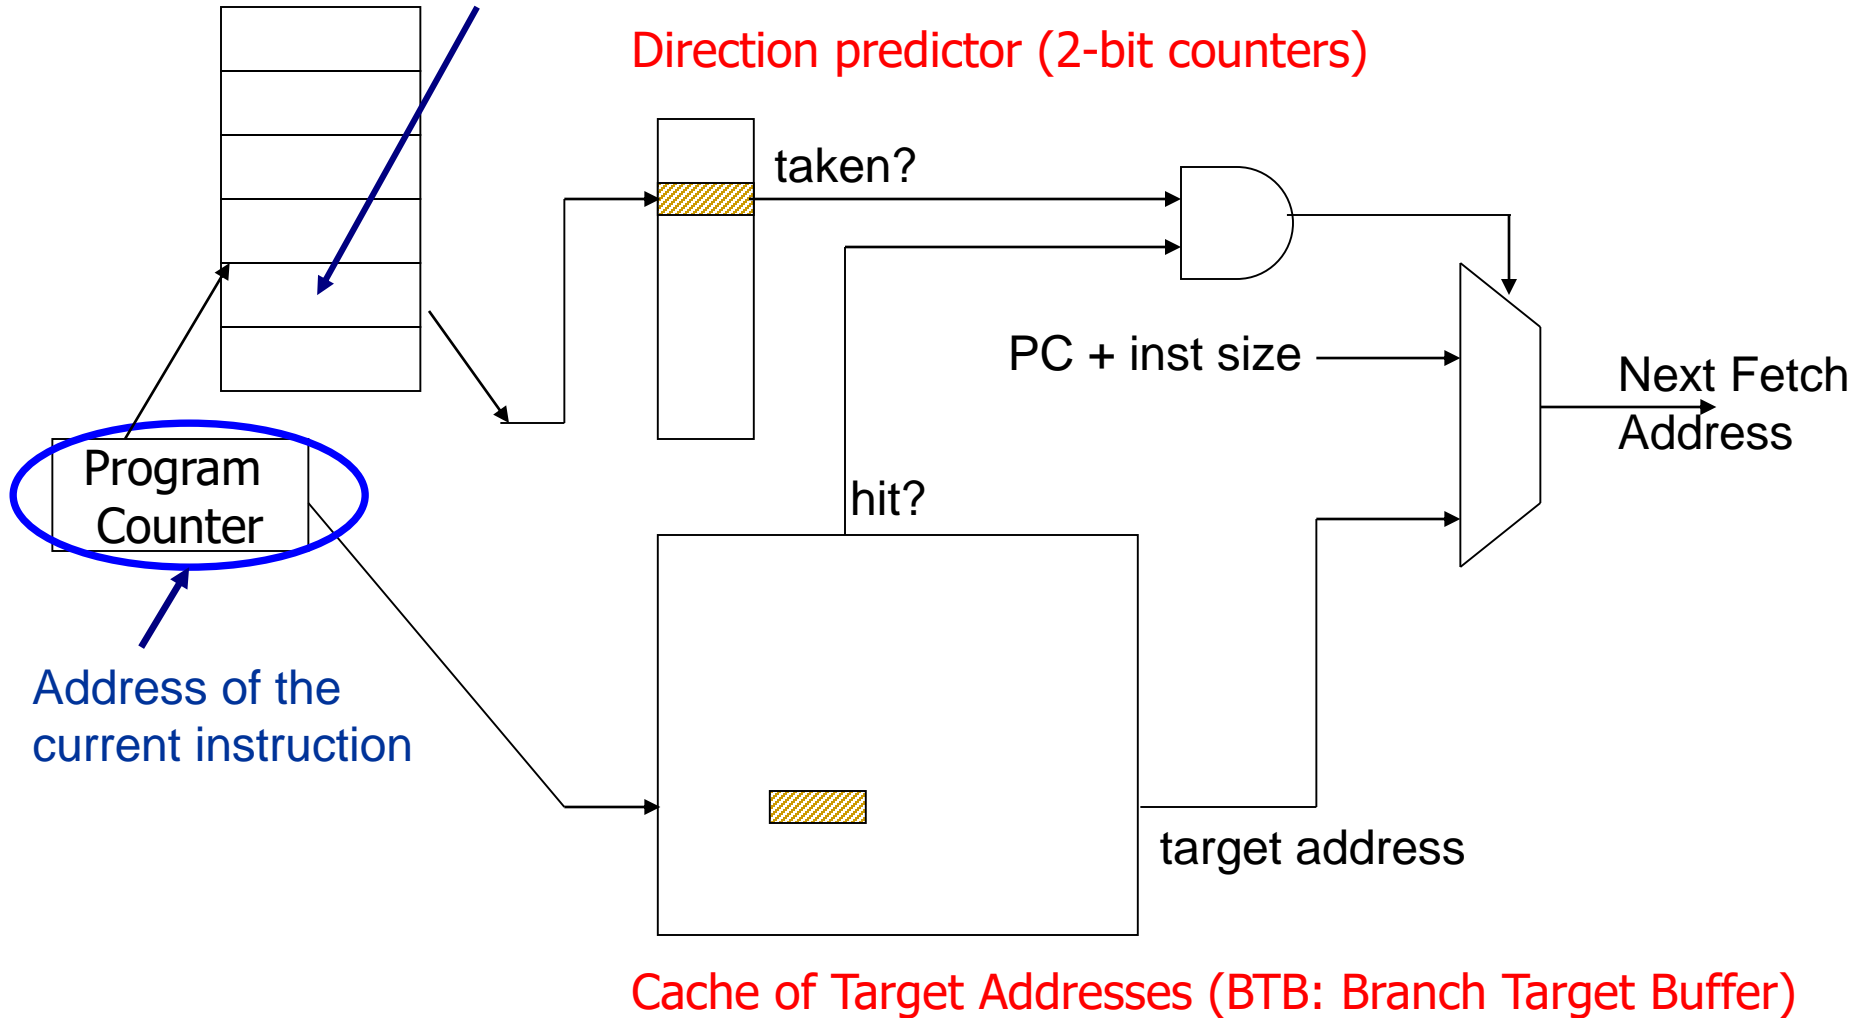 Direction predictor (2-bit counters)
taken?
PC + inst size
Next Fetch
Address
Program
Counter
hit?
Address of the
current instruction
target address
Cache of Target Addresses (BTB: Branch Target Buffer)